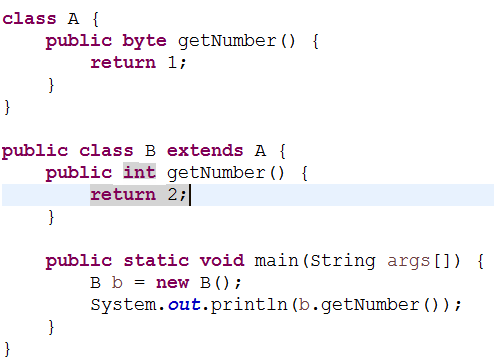 class A {
    public byte getNumber() {
        return 1;
    }
}

public class B extends A {
    public int getNumber() {
        return 2;
    }

    public static void main(String args[]) {
        B b = new B();
        System.out.println(b.getNumber());
    }
}